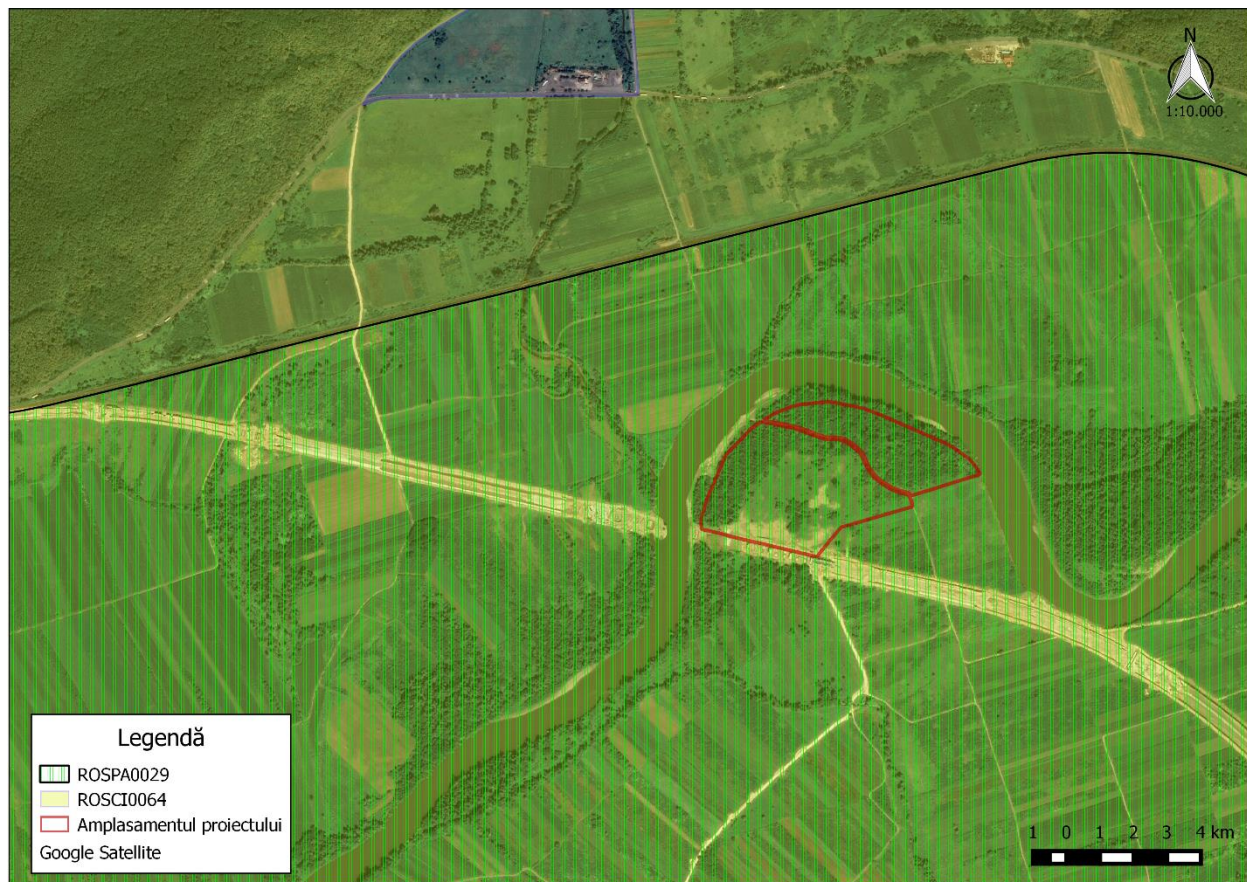 N
1:10.000
Legendă
ROSPA0029
ROSCI0064
Amplasamentul proiectului
Google Satellite
1 0 1 2 3 4 km